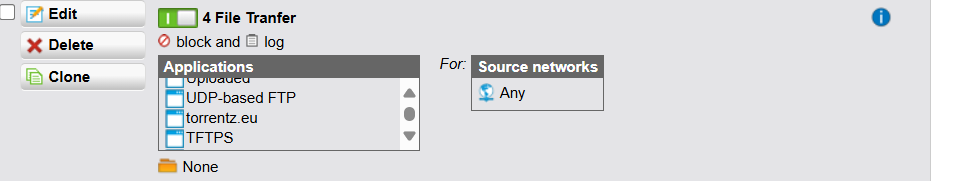 Edit
Delete
Clone
4 File Tranfer
block and log
Applications
Uploaded
UDP-based FTP
torrentz.eu
TFTPS
None
For:
Source networks
Any